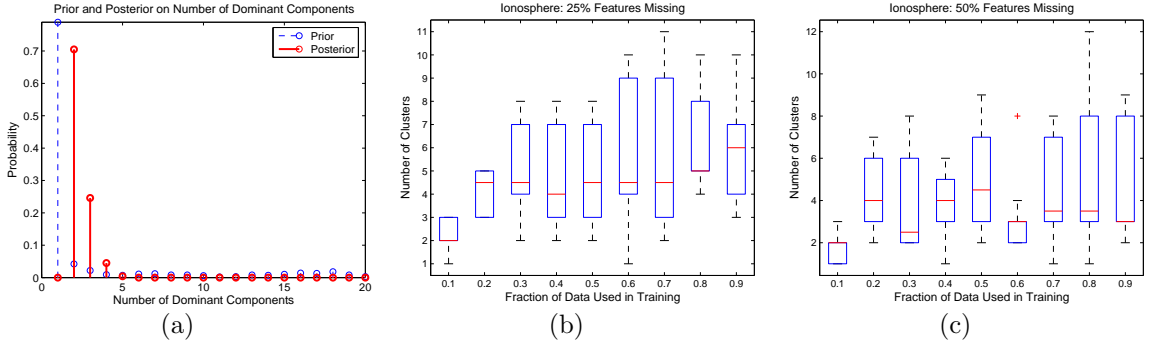 Prior and Posterior on Number of Dominant Components
Prior
Posterior
Probability
0.7
0.6
0.5
0.4
0.3
0.2
0.1
0
0 5 10 15 20
Number of Dominant Components
(a)
Ionosphere: 25% Features Missing
Number of Clusters
11
10
9
8
7
6
5
4
3
2
1
0.1 0.2 0.3 0.4 0.5 0.6 0.7 0.8 0.9
Fraction of Data Used in Training
(b)
Ionosphere: 50% Features Missing
Number of Clusters
12
10
8
6
4
2
0.1 0.2 0.3 0.4 0.5 0.6 0.7 0.8 0.9
Fraction of Data Used in Training
(c)